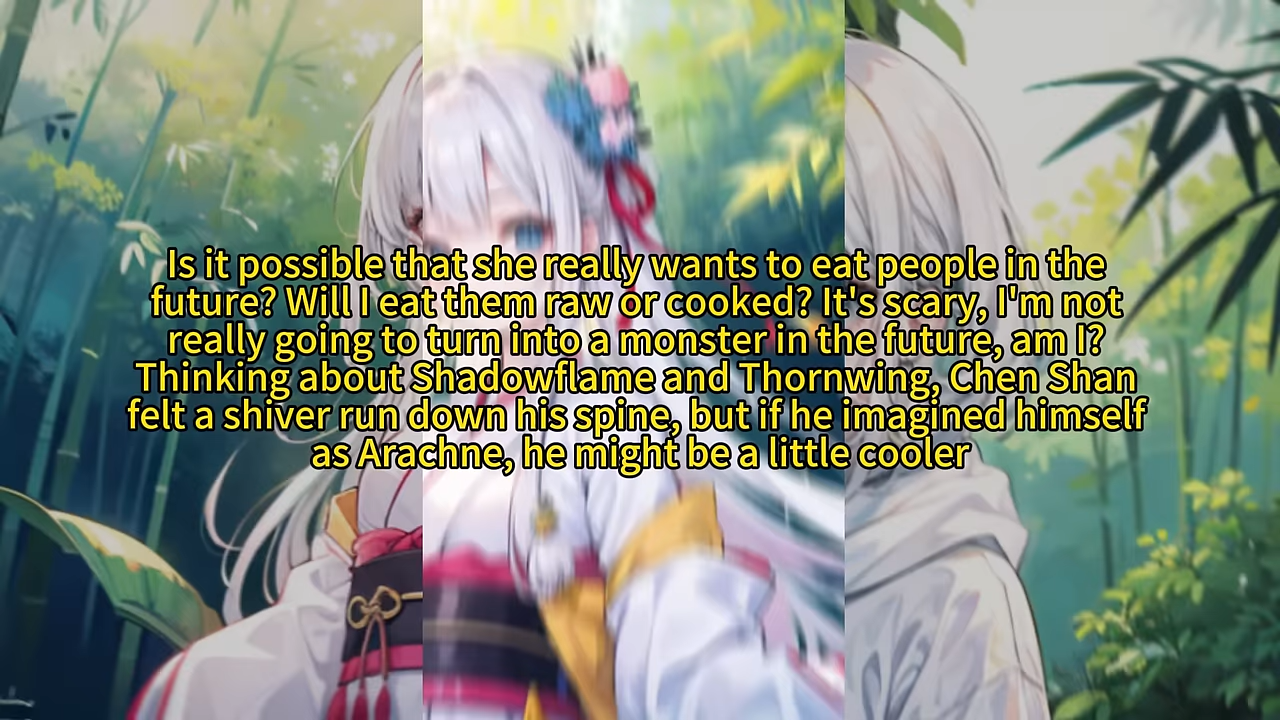 Is it possible that she really wants to eat people in the
future? Will I eat them raw or cooked? It's scary, I'm not
really going to turn into a monster in the future, am I?
Thinking about Shadowflame and Thornwing, Chen Shan
felt a shiver run down his spine, but if he imagined himself
as Arachne, he might be a little cooler